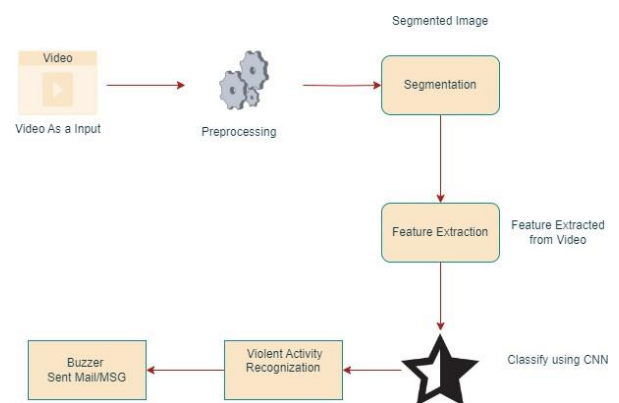 Segmented Image
Video
Video As a Input
Preprocessing
Segmentation
Feature Extraction
Feature Extracted
from Video
Classify using CNN
Violent Activity
Recognization
Buzzer
Sent Mail/MSG